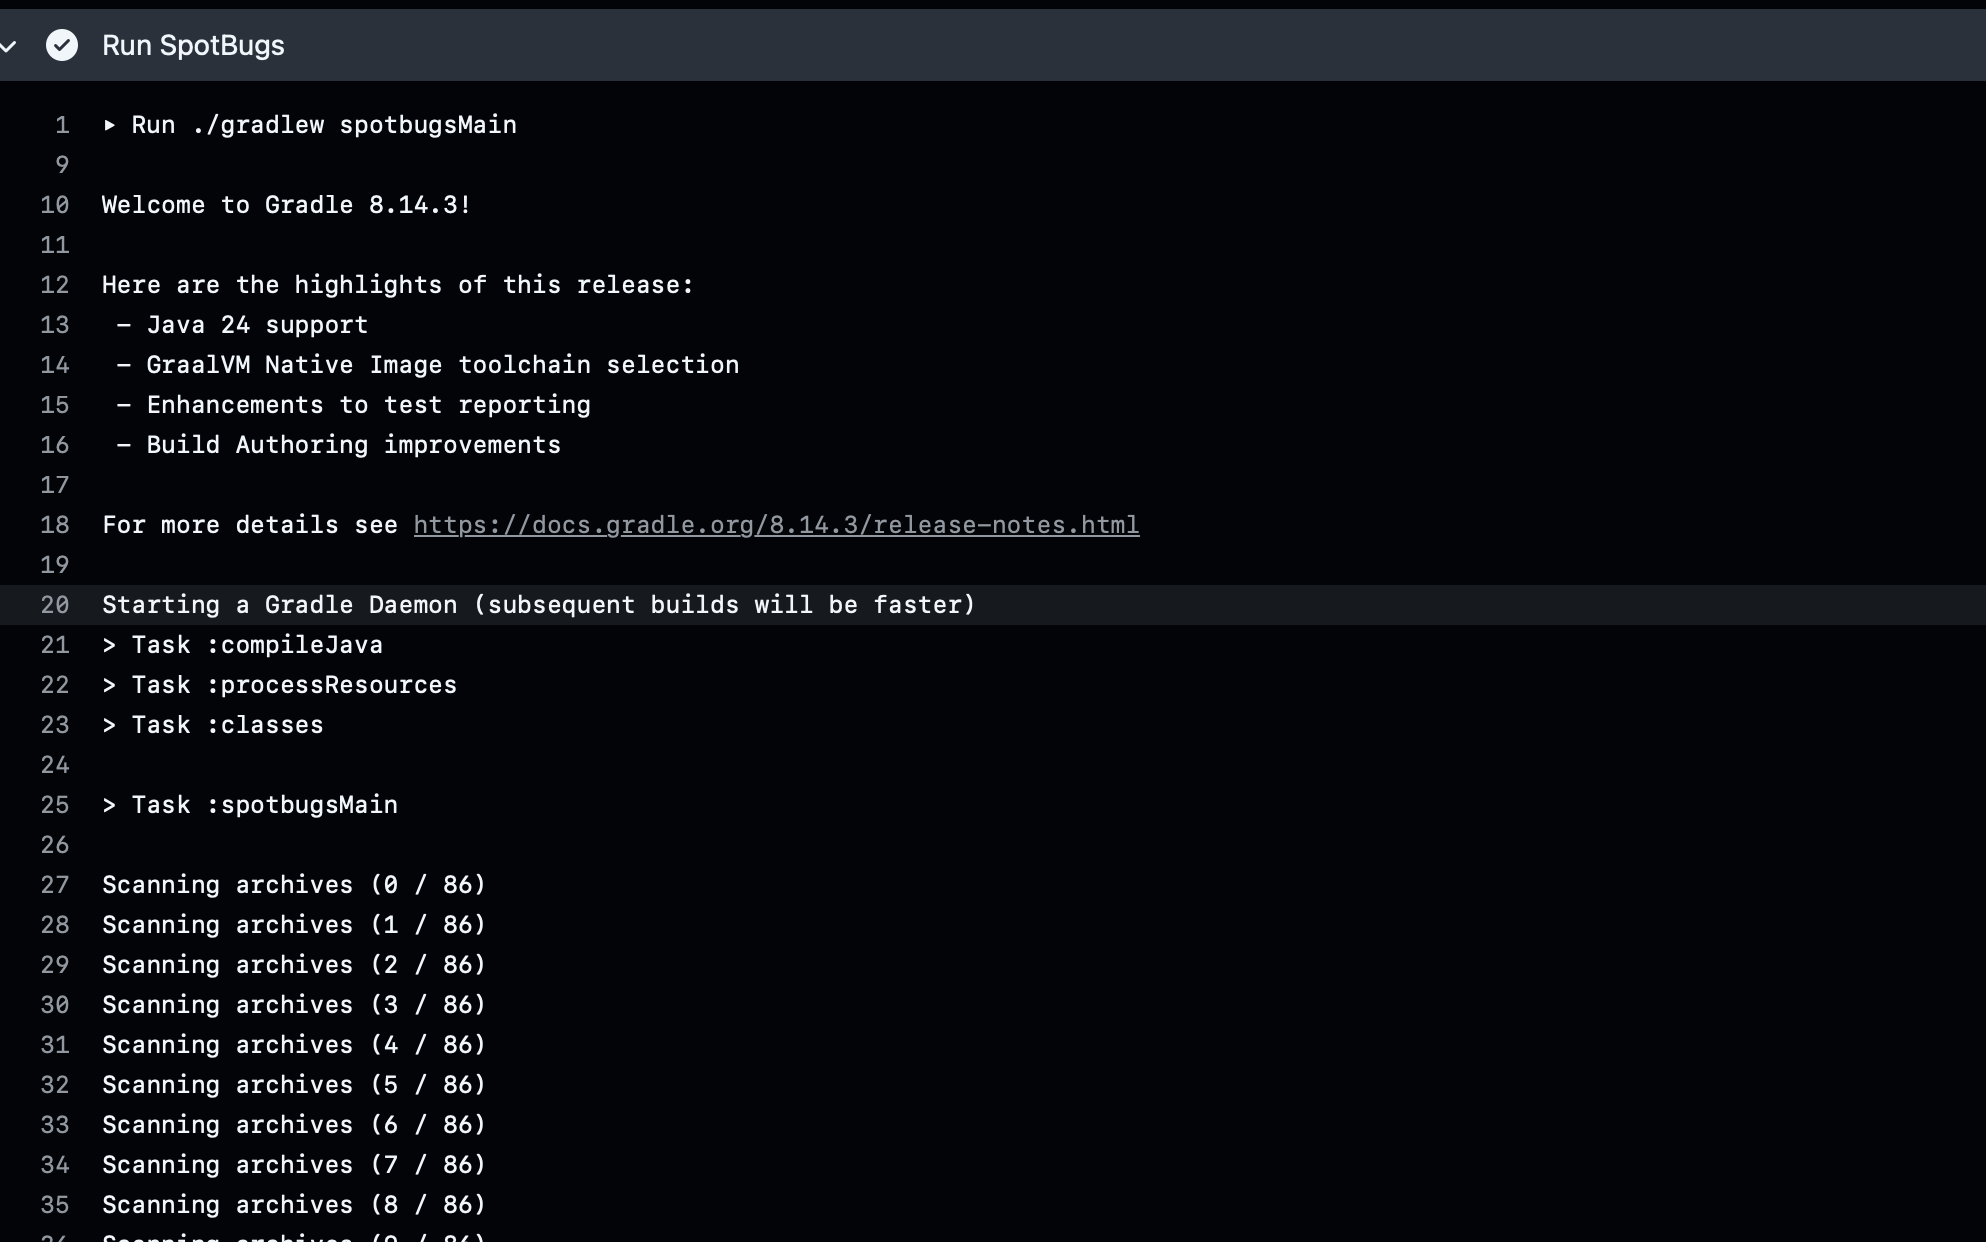 Run SpotBugs
1 ▸ Run ./gradlew spotbugsMain
9
10 Welcome to Gradle 8.14.3!
11
12 Here are the highlights of this release:
13 - Java 24 support
14 - GraalVM Native Image toolchain selection
15 - Enhancements to test reporting
16 - Build Authoring improvements
17
18 For more details see https://docs.gradle.org/8.14.3/release-notes.html
19
20 Starting a Gradle Daemon (subsequent builds will be faster)
21 > Task :compileJava
22 > Task :processResources
23 > Task :classes
24
25 > Task :spotbugsMain
26
27 Scanning archives (0 / 86)
28 Scanning archives (1 / 86)
29 Scanning archives (2 / 86)
30 Scanning archives (3 / 86)
31 Scanning archives (4 / 86)
32 Scanning archives (5 / 86)
33 Scanning archives (6 / 86)
34 Scanning archives (7 / 86)
35 Scanning archives (8 / 86)
36 Scanning archives (9 / 86)